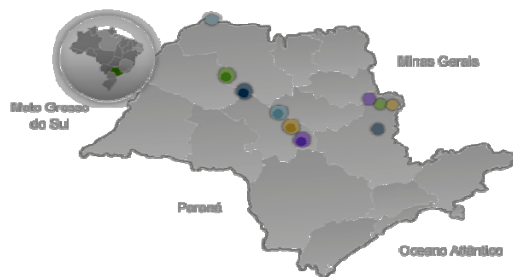 Minas Gerais
Mato Grosso
do Sul
Paraná
Oceano Atlântico